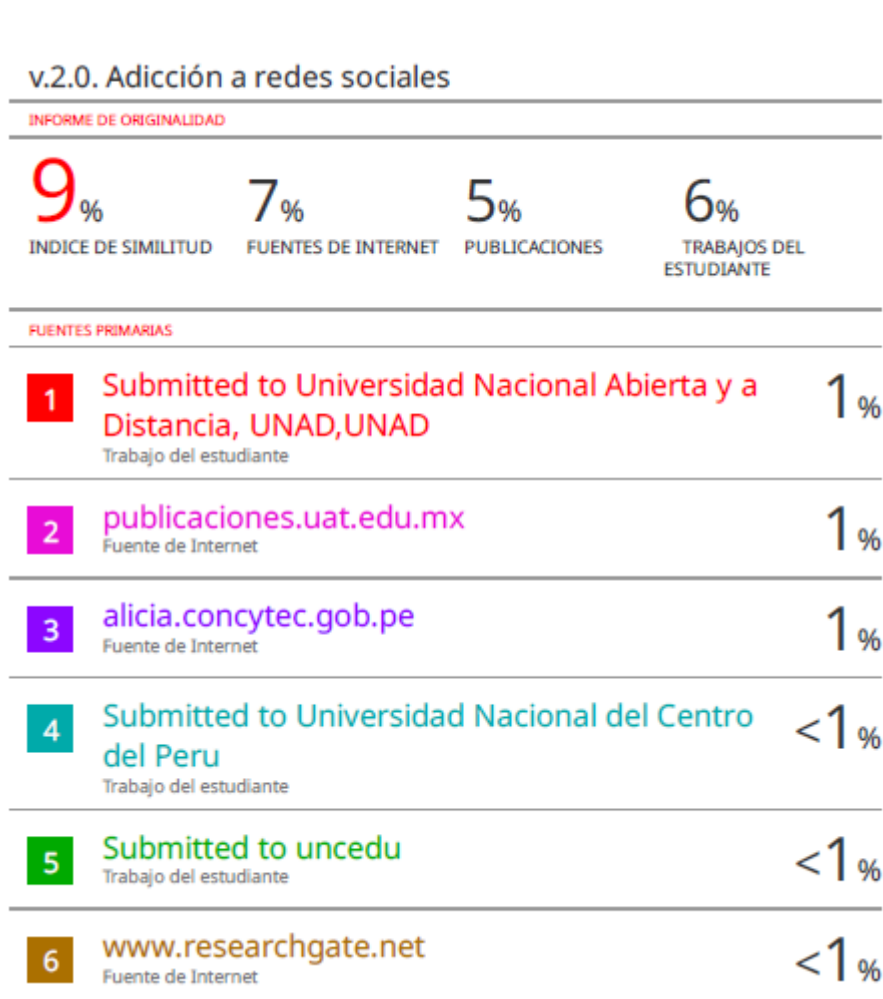 v.2.0. Adicción a redes sociales
INFORME DE ORIGINALIDAD
9% 7% 5% 6%
INDICE DE SIMILITUD FUENTES DE INTERNET PUBLICACIONES TRABAJOS DEL
ESTUDIANTE
FUENTES PRIMARIAS
1 Submitted to Universidad Nacional Abierta y a 1%
Distancia, UNAD,UNAD
Trabajo del estudiante
2 publicaciones.uat.edu.mx 1%
Fuente de Internet
3 alicia.concytec.gob.pe 1%
Fuente de Internet
4 Submitted to Universidad Nacional del Centro <1%
del Peru
Trabajo del estudiante
5 Submitted to uncedu <1%
Trabajo del estudiante
6 www.researchgate.net <1%
Fuente de Internet